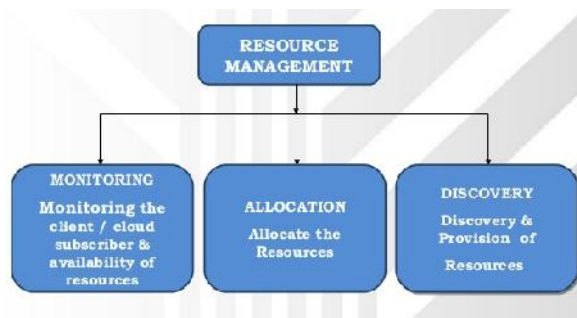 RESOURCE
MANAGEMENT
MONITORING
Monitoring the
client / cloud
subscriber &
availability of
resources
ALLOCATION
Allocate the
Resources
DISCOVERY
Discovery &
Provision of
Resources